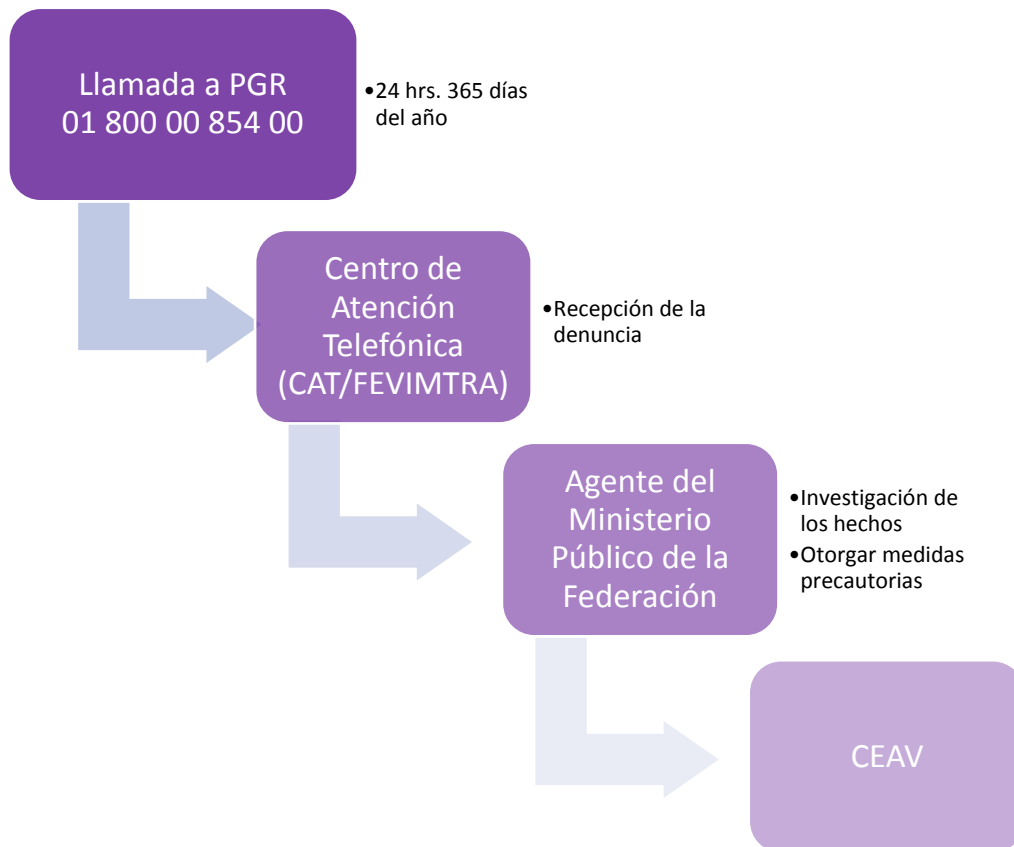 Llamada a PGR
01 800 00 854 00
•24 hrs. 365 días
del año
Centro de
Atención
Telefónica
(CAT/FEVIMTRA)
•Recepción de la
denuncia
Agente del
Ministerio
Público de la
Federación
•Investigación de
los hechos
•Otorgar medidas
precautorias
CEAV